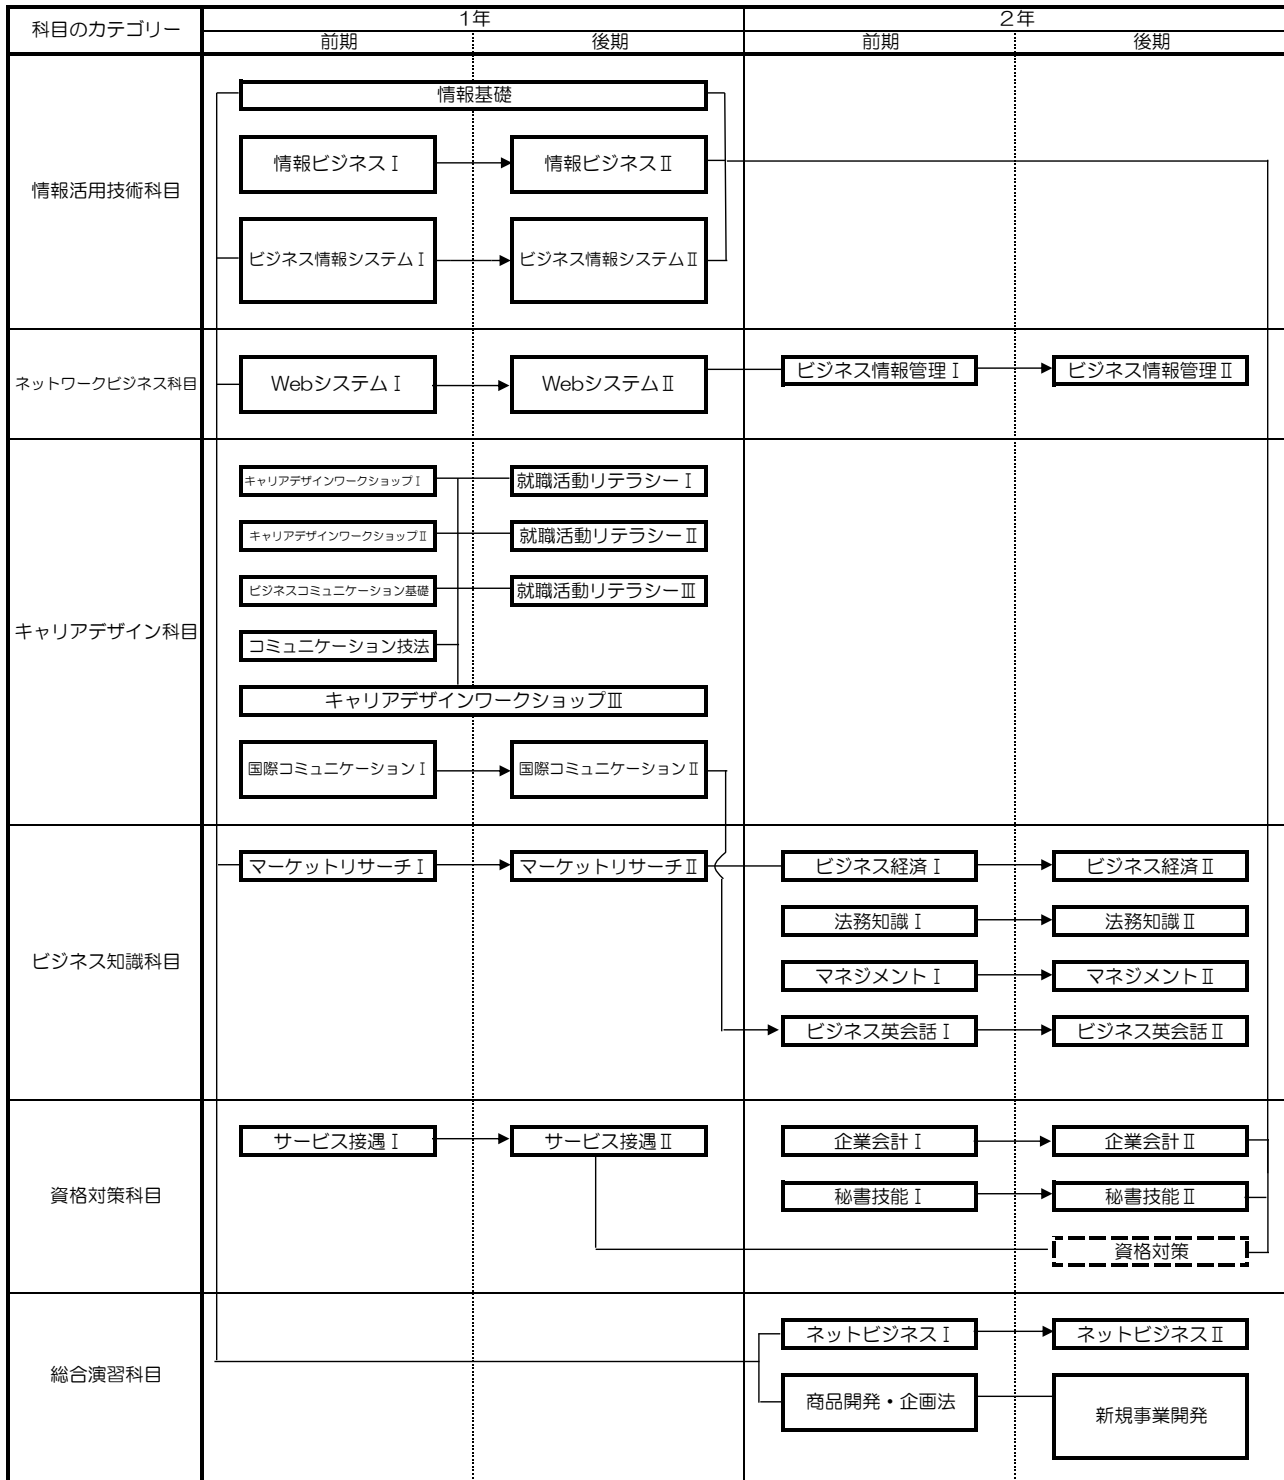 科目のカテゴリー
1年
2年
前期
後期
前期
後期
情報活用技術科目
情報基礎
情報ビジネスⅠ
情報ビジネスⅡ
ビジネス情報システムⅠ
ビジネス情報システムⅡ
ネットワークビジネス科目
WebシステムⅠ
WebシステムⅡ
ビジネス情報管理Ⅰ
ビジネス情報管理Ⅱ
キャリアデザイン科目
キャリアデザインワークショップⅠ
就職活動リテラシーⅠ
キャリアデザインワークショップⅡ
就職活動リテラシーⅡ
ビジネスコミュニケーション基礎
就職活動リテラシーⅢ
コミュニケーション技法
キャリアデザインワークショップⅢ
国際コミュニケーションⅠ
国際コミュニケーションⅡ
ビジネス知識科目
マーケットリサーチⅠ
マーケットリサーチⅡ
ビジネス経済Ⅰ
ビジネス経済Ⅱ
法務知識Ⅰ
法務知識Ⅱ
マネジメントⅠ
マネジメントⅡ
ビジネス英会話Ⅰ
ビジネス英会話Ⅱ
資格対策科目
サービス接遇Ⅰ
サービス接遇Ⅱ
企業会計Ⅰ
企業会計Ⅱ
秘書技能Ⅰ
秘書技能Ⅱ
資格対策
総合演習科目
ネットビジネスⅠ
ネットビジネスⅡ
商品開発・企画法
新規事業開発